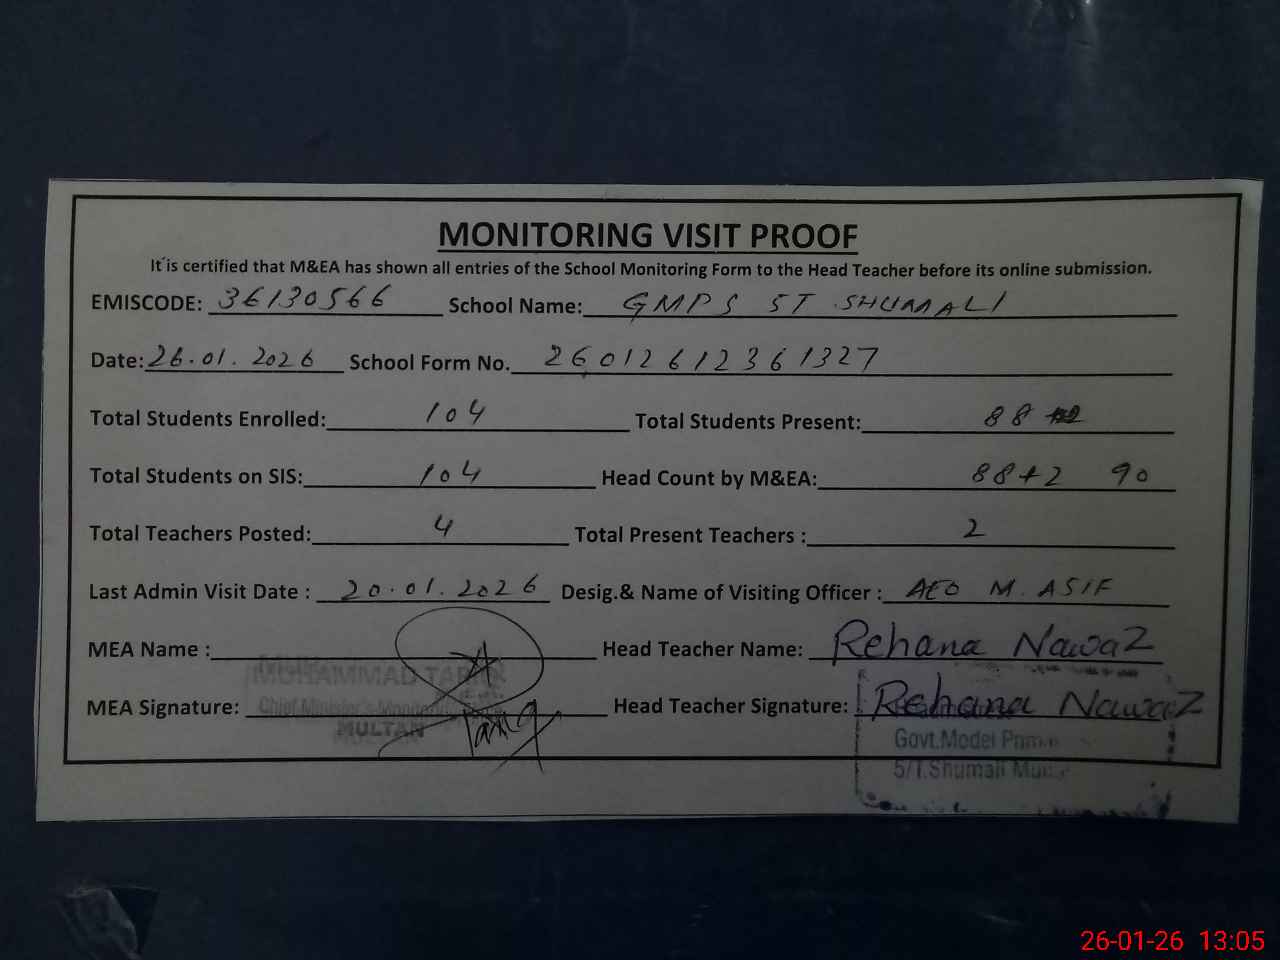 MONITORING VISIT PROOF
It is certified that M&EA has shown all entries of the School Monitoring Form to the Head Teacher before its online submission.
EMISCODE: 36130566 School Name: GMPS 5T SHUMALI
Date: 26.01.2026 School Form No. 26012612361327
Total Students Enrolled: 104 Total Students Present: 88
Total Students on SIS: 104 Head Count by M&EA: 88+2 90
Total Teachers Posted: 4 Total Present Teachers : 2
Last Admin Visit Date : 20.01.2026 Desig.& Name of Visiting Officer : AEO M. ASIF
MEA Name : Head Teacher Name: Rehana Nawaz
MUHAMMAD TARIQ
MEA Signature: Head Teacher Signature: Rehana Nawaz
Chief Minister's
MULTAN Tariq
Govt.Model
5/T.Shumali
26-01-26 13:05